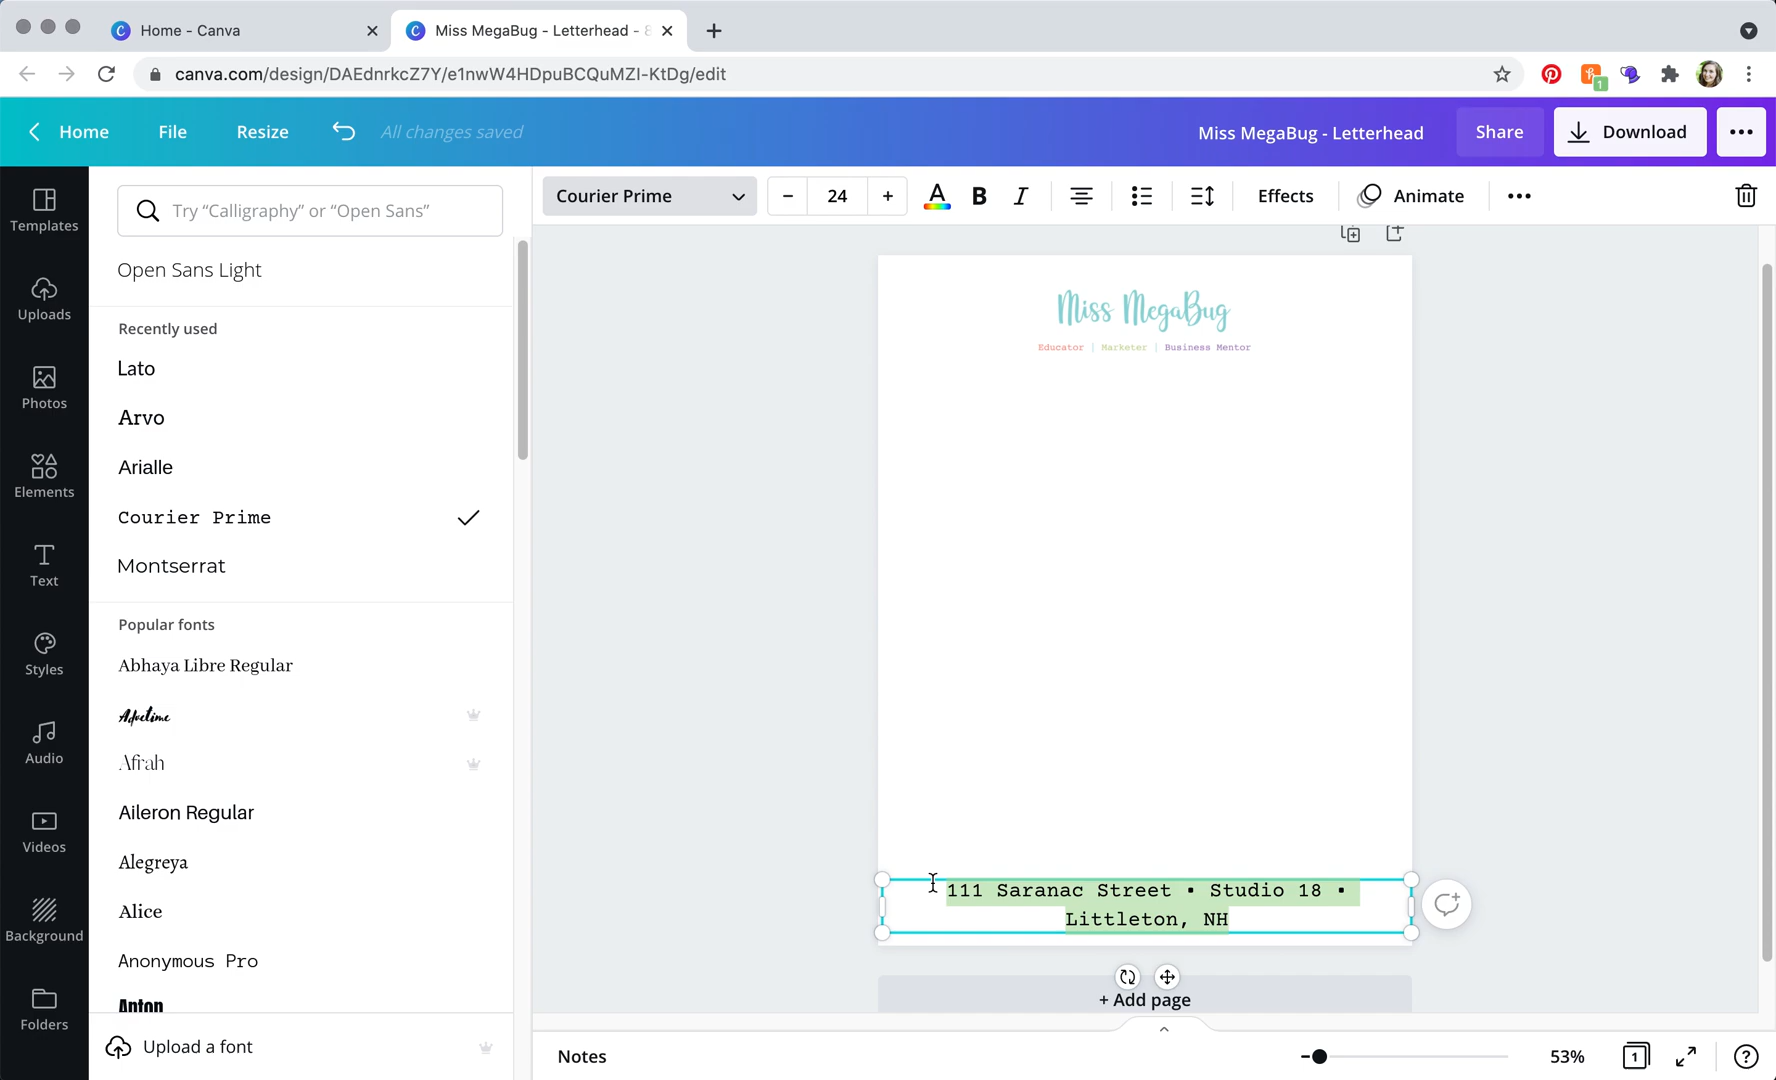 Home - Canva
Miss MegaBug - Letterhead -
canva.com/design/DAEdnrkcZ7Y/e1nwW4HDpuBCQuMZI-KtDg/edit
1
Home File Resize All changes saved Miss MegaBug - Letterhead Share Download
Templates
Uploads
Photos
Elements
Text
Styles
Audio
Videos
Background
Folders
Try “Calligraphy” or “Open Sans”
Open Sans Light
Recently used
Lato
Arvo
Arialle
Courier Prime
Montserrat
Popular fonts
Abhaya Libre Regular
Advetime
Afrah
Aileron Regular
Alegreya
Alice
Anonymous Pro
Anton
Upload a font
Courier Prime - 24 + A B I Effects Animate
Miss MegaBug
Educator | Marketer | Business Mentor
111 Saranac Street ▪ Studio 18 ▪
Littleton, NH
+ Add page
Notes 53% 1 ?